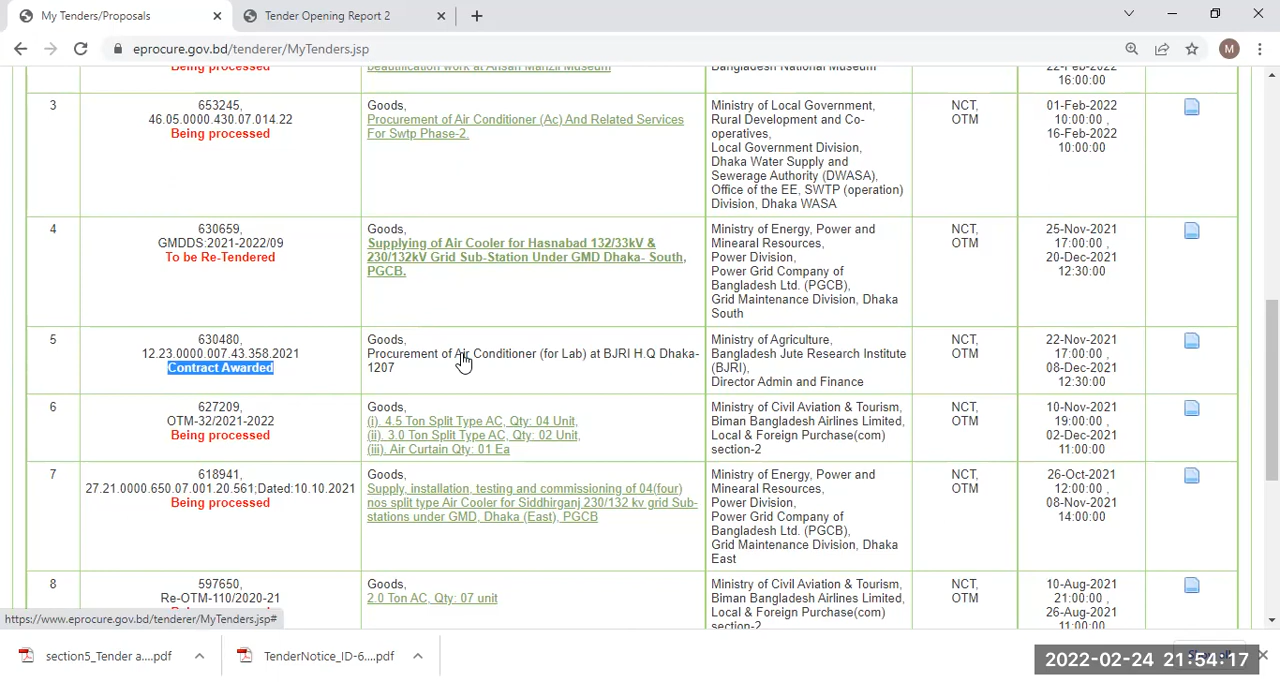 My Tenders/Proposals
Tender Opening Report 2
eprocure.gov.bd/tenderer/MyTenders.jsp
M
Being processed
beautification work at Ahsan Manzil Museum
Bangladesh National Museum
22-Feb-2022
16:00:00
3
653245,
46.05.0000.430.07.014.22
Being processed
Goods,
Procurement of Air Conditioner (Ac) And Related Services
For Swtp Phase-2.
Ministry of Local Government,
Rural Development and Co-
operatives,
Local Government Division,
Dhaka Water Supply and
Sewerage Authority (DWASA),
Office of the EE, SWTP (operation)
Division, Dhaka WASA
NCT,
OTM
01-Feb-2022
10:00:00 ,
16-Feb-2022
10:00:00
4
630659,
GMDDS:2021-2022/09
To be Re-Tendered
Goods,
Supplying of Air Cooler for Hasnabad 132/33kV &
230/132kV Grid Sub-Station Under GMD Dhaka- South,
PGCB.
Ministry of Energy, Power and
Minearal Resources,
Power Division,
Power Grid Company of
Bangladesh Ltd. (PGCB),
Grid Maintenance Division, Dhaka
South
NCT,
OTM
25-Nov-2021
17:00:00 ,
20-Dec-2021
12:30:00
5
630480,
12.23.0000.007.43.358.2021
Contract Awarded
Goods,
Procurement of Air Conditioner (for Lab) at BJRI H.Q Dhaka-
1207
Ministry of Agriculture,
Bangladesh Jute Research Institute
(BJRI),
Director Admin and Finance
NCT,
OTM
22-Nov-2021
17:00:00 ,
08-Dec-2021
12:30:00
6
627209,
OTM-32/2021-2022
Being processed
Goods,
(i). 4.5 Ton Split Type AC, Qty: 04 Unit,
(ii). 3.0 Ton Split Type AC, Qty: 02 Unit,
(iii). Air Curtain Qty: 01 Ea
Ministry of Civil Aviation & Tourism,
Biman Bangladesh Airlines Limited,
Local & Foreign Purchase(com)
section-2
NCT,
OTM
10-Nov-2021
19:00:00 ,
02-Dec-2021
11:00:00
7
618941,
27.21.0000.650.07.001.20.561;Dated:10.10.2021
Being processed
Goods,
Supply, installation, testing and commissioning of 04(four)
nos split type Air Cooler for Siddhirganj 230/132 kv grid Sub-
stations under GMD, Dhaka (East), PGCB
Ministry of Energy, Power and
Minearal Resources,
Power Division,
Power Grid Company of
Bangladesh Ltd. (PGCB),
Grid Maintenance Division, Dhaka
East
NCT,
OTM
26-Oct-2021
12:00:00 ,
08-Nov-2021
14:00:00
8
597650,
Re-OTM-110/2020-21
Goods,
2.0 Ton AC, Qty: 07 unit
Ministry of Civil Aviation & Tourism,
Biman Bangladesh Airlines Limited,
Local & Foreign Purchase(com)
section-2
NCT,
OTM
10-Aug-2021
21:00:00 ,
26-Aug-2021
11:00:00
https://www.eprocure.gov.bd/tenderer/MyTenders.jsp#
section5_Tender a....pdf
TenderNotice_ID-6....pdf
2022-02-24 21:54:17